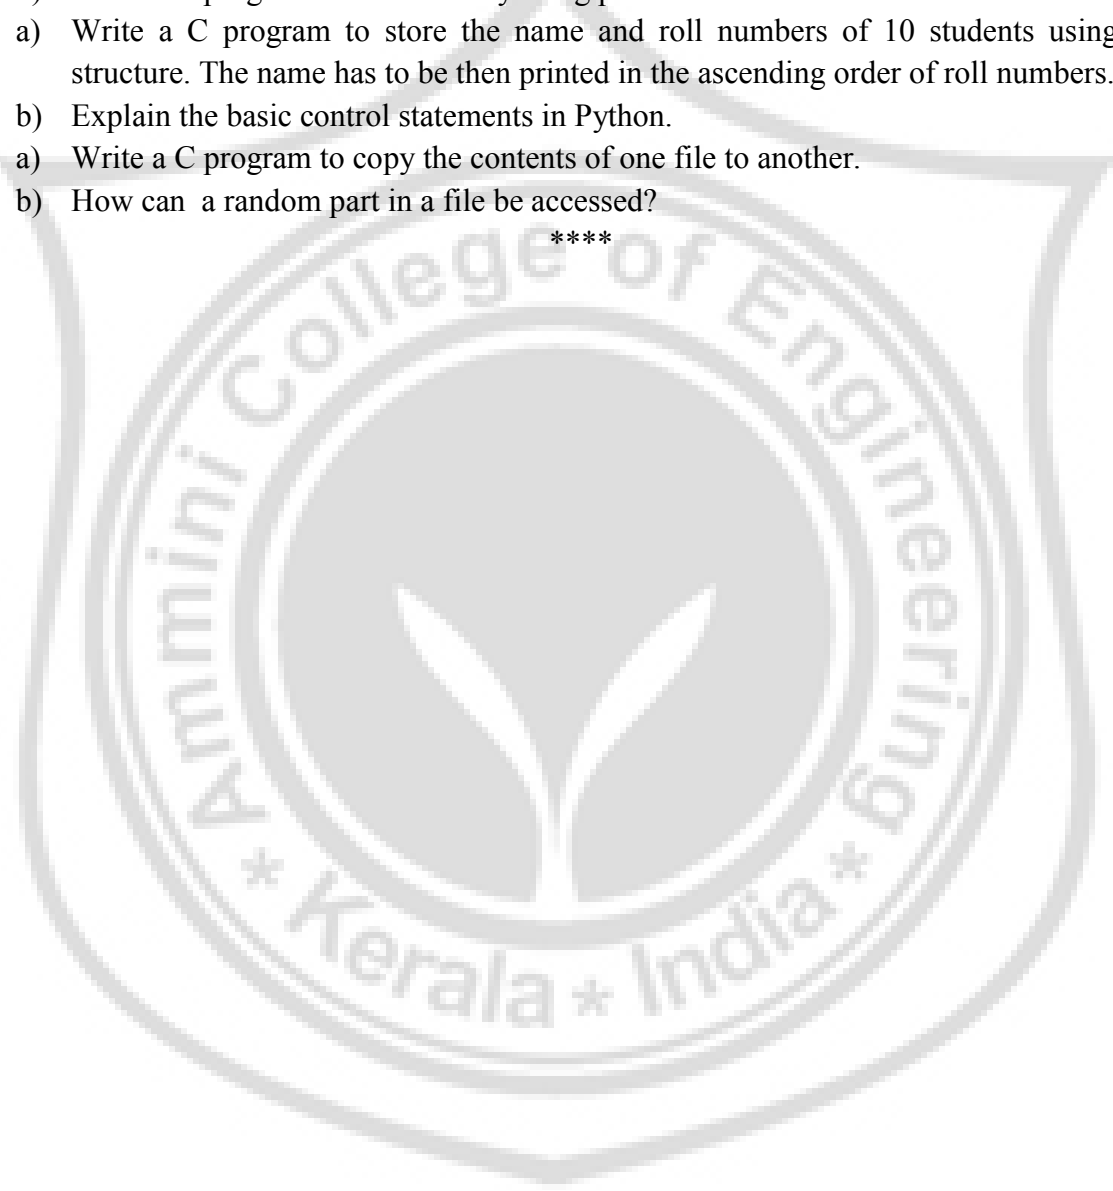 a) Write a C program to store the name and roll numbers of 10 students using
structure. The name has to be then printed in the ascending order of roll numbers.
b) Explain the basic control statements in Python.
a) Write a C program to copy the contents of one file to another.
b) How can a random part in a file be accessed?
****
Ammini College of Engineering
* Kerala * India *